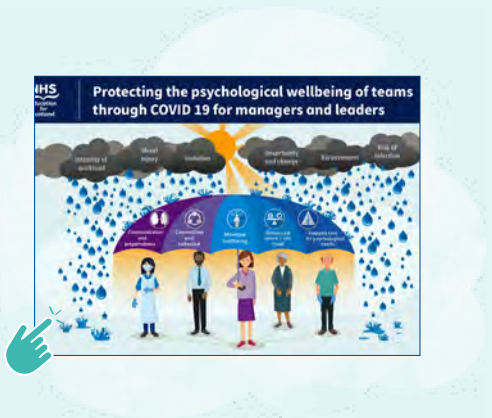 NHS
Education
for
Scotland
Protecting the psychological wellbeing of teams
through COVID 19 for managers and leaders
Intensity of
workload
Moral
injury
Isolation
Uncertainty
and change
Bereavement
Risk of
infection
Communication
and
preparedness
Connection
and
Monitor
wellbeing